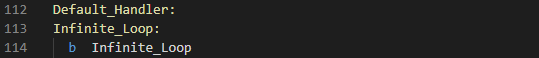 112 Default_Handler:
113 Infinite_Loop:
114 b Infinite_Loop